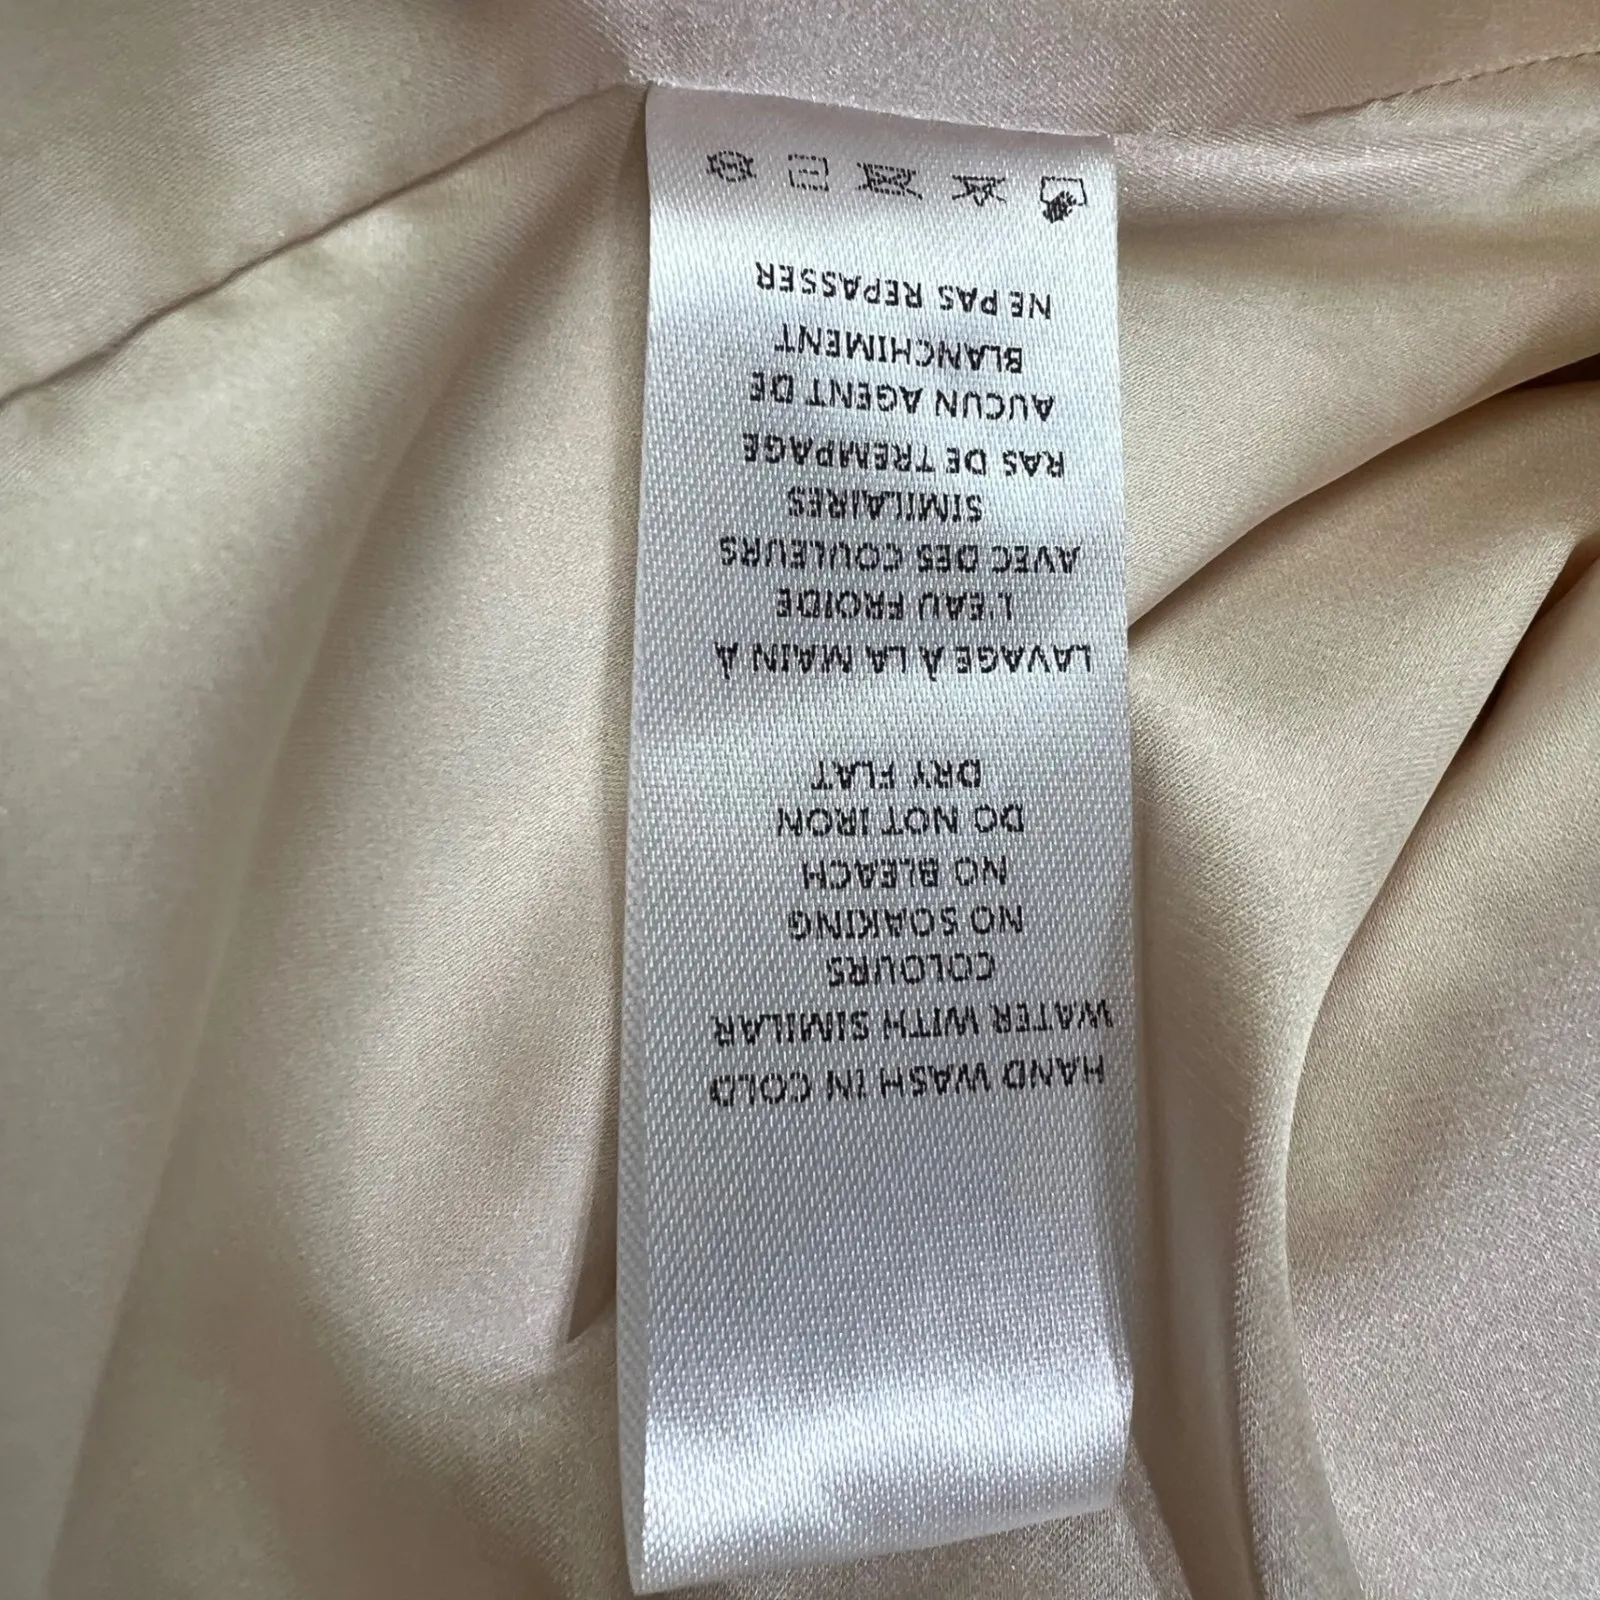 HAND WASH IN COLD
WATER WITH SIMILAR
COLOURS
NO SOAKING
NO BLEACH
DO NOT IRON
DRY FLAT
LAVAGE À LA MAIN À
L'EAU FROIDE
AVEC DES COULEURS
SIMILAIRES
RAS DE TREMPAGE
AUCUN AGENT DE
BLANCHIMENT
NE PAS REPASSER